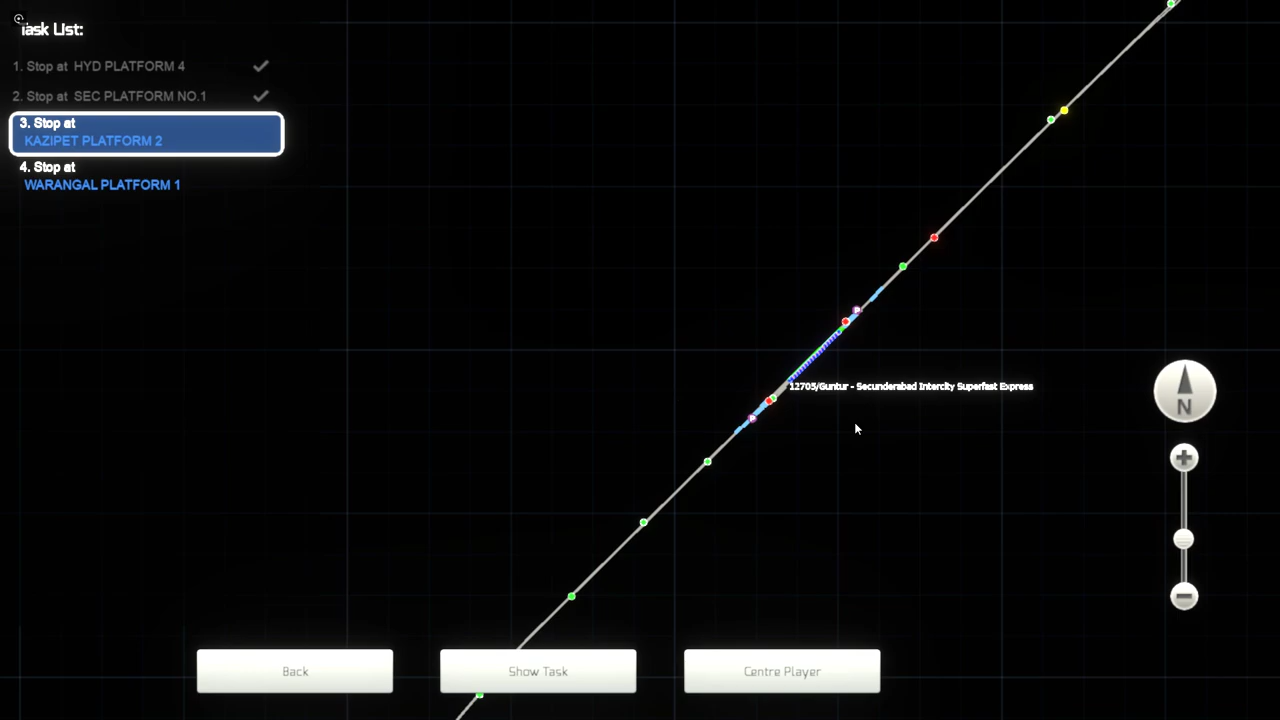 Task List:
1. Stop at HYD PLATFORM 4
2. Stop at SEC PLATFORM NO.1
3. Stop at
KAZIPET PLATFORM 2
4. Stop at
WARANGAL PLATFORM 1
P
12705/Guntur - Secunderabad Intercity Superfast Express
P
N
Back
Show Task
Centre Player